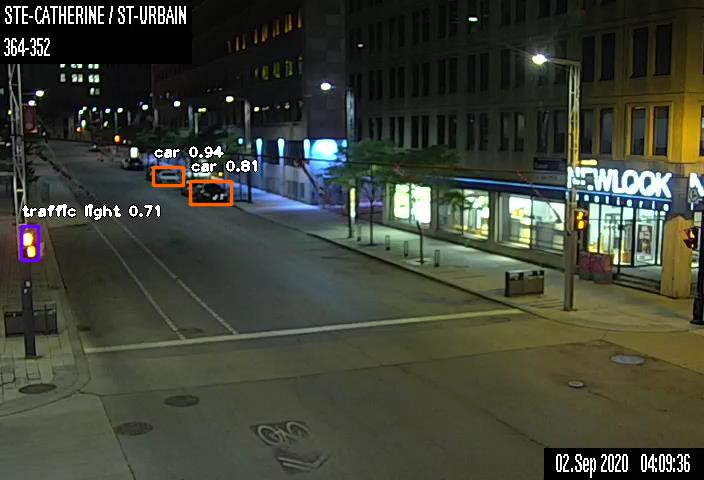 STE-CATHERINE / ST-URBAIN
364-352
car 0.94
car 0.81
traffic light 0.71
NEWLOOK
02.Sep 2020 04:09:36